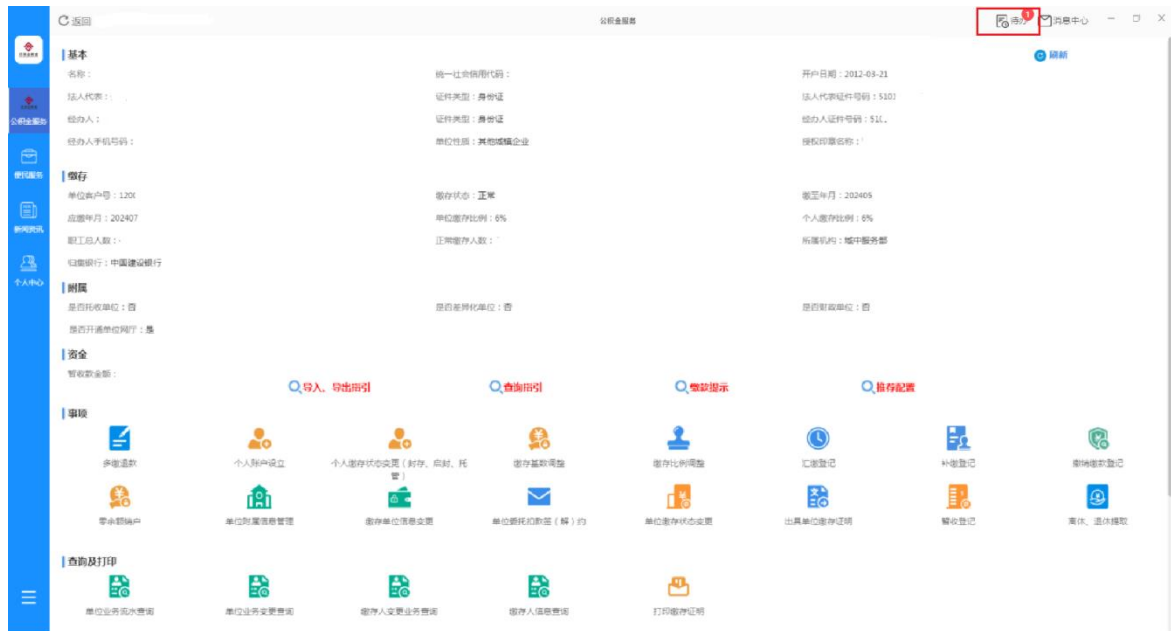 返回 公积金服务 待办 1 消息中心
基本 刷新
名称： 统一社会信用代码： 开户日期：2012-03-21
法人代表： 证件类型：身份证 法人代表证件号码：5101
公积金服务 经办人： 证件类型：身份证 经办人证件号码：51
经办人手机号码： 单位性质：其他城镇企业 授权印章名称：
便民服务 缴存
单位客户号：120 缴存状态：正常 缴至年月：202406
应缴年月：202407 单位缴存比例：6% 个人缴存比例：6%
新闻资讯
职工总人数： 正常缴存人数： 所属机构：城中服务部
归集银行：中国建设银行
个人中心 附属
是否托收单位：否 是否差异化单位：否 是否财政单位：否
是否开通单位网厅：是
资金
暂收款金额：
导入、导出指引 查询指引 缴款提示 推荐配置
事项
多缴退款 个人账户设立 个人缴存状态变更（封存、启封、托管） 缴存基数调整 缴存比例调整 汇缴登记 补缴登记 撤销缴款登记
零余额销户 单位附属信息管理 缴存单位信息变更 单位委托扣款签（解）约 单位缴存状态变更 出具单位缴存证明 暂收登记 离休、退休提取
查询及打印
单位业务流水查询 单位业务变更查询 缴存人变更业务查询 缴存人信息查询 打印缴存证明